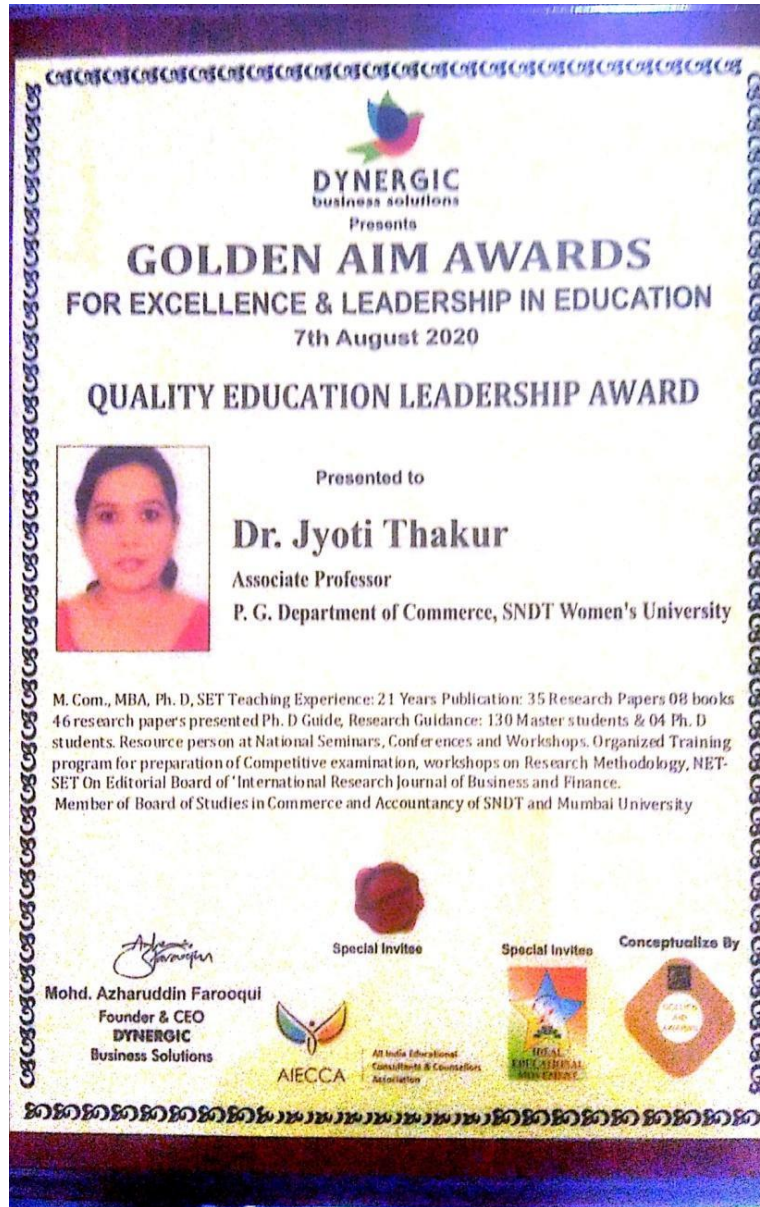 DYNERGIC
business solutions
Presents
GOLDEN AIM AWARDS
FOR EXCELLENCE & LEADERSHIP IN EDUCATION
7th August 2020
QUALITY EDUCATION LEADERSHIP AWARD
Presented to
Dr. Jyoti Thakur
Associate Professor
P. G. Department of Commerce, SNDT Women's University
M. Com., MBA, Ph. D, SET Teaching Experience: 21 Years Publication: 35 Research Papers 08 books
46 research papers presented Ph. D Guide, Research Guidance: 130 Master students & 04 Ph. D
students. Resource person at National Seminars, Conferences and Workshops. Organized Training
program for preparation of Competitive examination, workshops on Research Methodology, NET-
SET On Editorial Board of 'International Research Journal of Business and Finance.
Member of Board of Studies in Commerce and Accountancy of SNDT and Mumbai University
Mohd. Azharuddin Farooqui
Founder & CEO
DYNERGIC
Business Solutions
Special Invitee
AIECCA
All India Educational
Consultants & Counsellors
Association
Special Invitee
IDEAL
EDUCATIONAL
MOVEMENT
Conceptualize By
GOLDEN
AIM
AWARDS